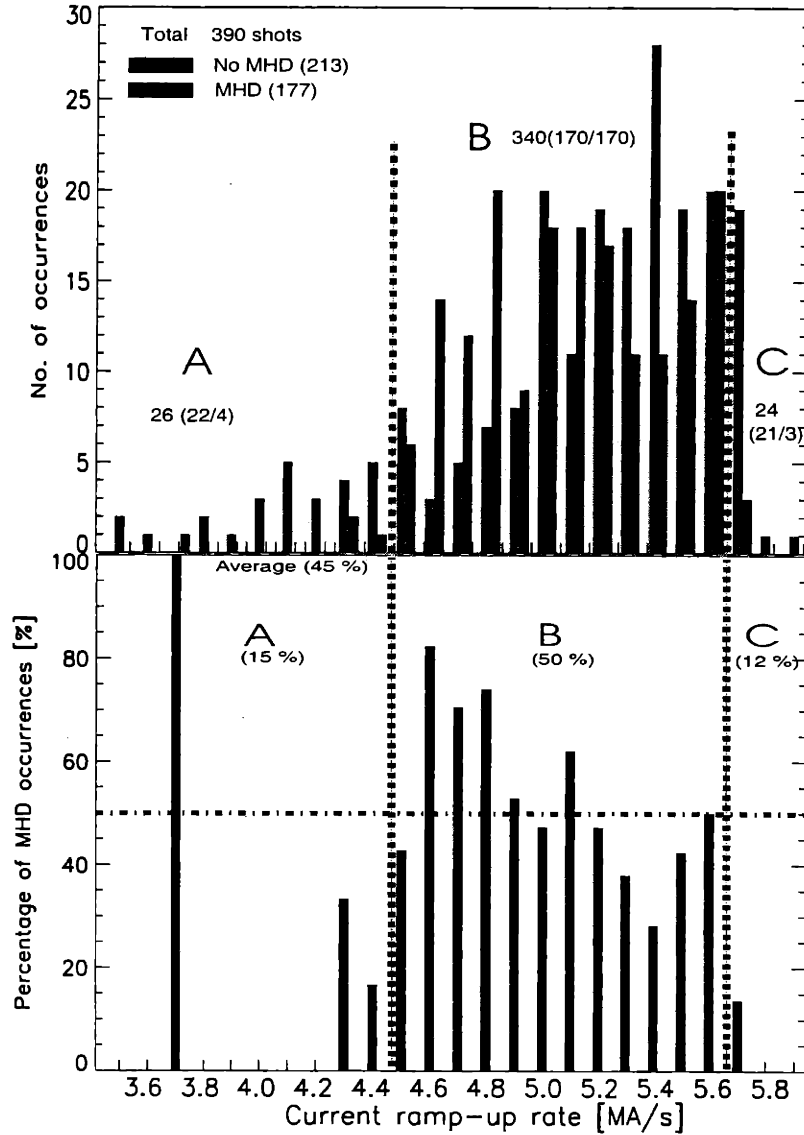 30
Total 390 shots
No MHD (213)
MHD (177)
25
B 340(170/170)
20
No. of occurrences
15
A
C
10
26 (22/4)
24
(21/3)
5
0
100
Average (45 %)
A
(15 %)
B
(50 %)
C
(12 %)
80
Percentage of MHD occurrences [%]
60
40
20
0
3.6 3.8 4.0 4.2 4.4 4.6 4.8 5.0 5.2 5.4 5.6 5.8
Current ramp-up rate [MA/s]